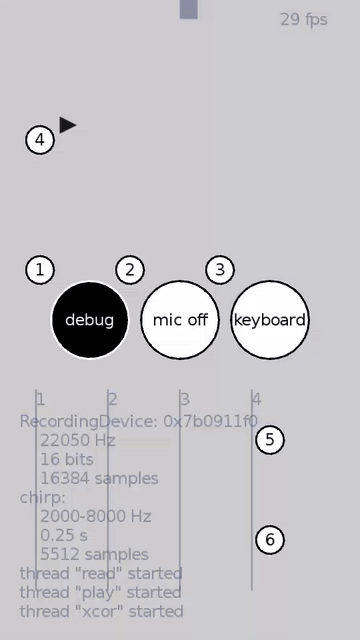 29 fps
4
1
2
3
debug
mic off
keyboard
1 2 3 4
RecordingDevice: 0x7b0911f0
22050 Hz
5
16 bits
16384 samples
chirp:
2000-8000 Hz
0.25 s
6
5512 samples
thread "read" started
thread "play" started
thread "xcor" started